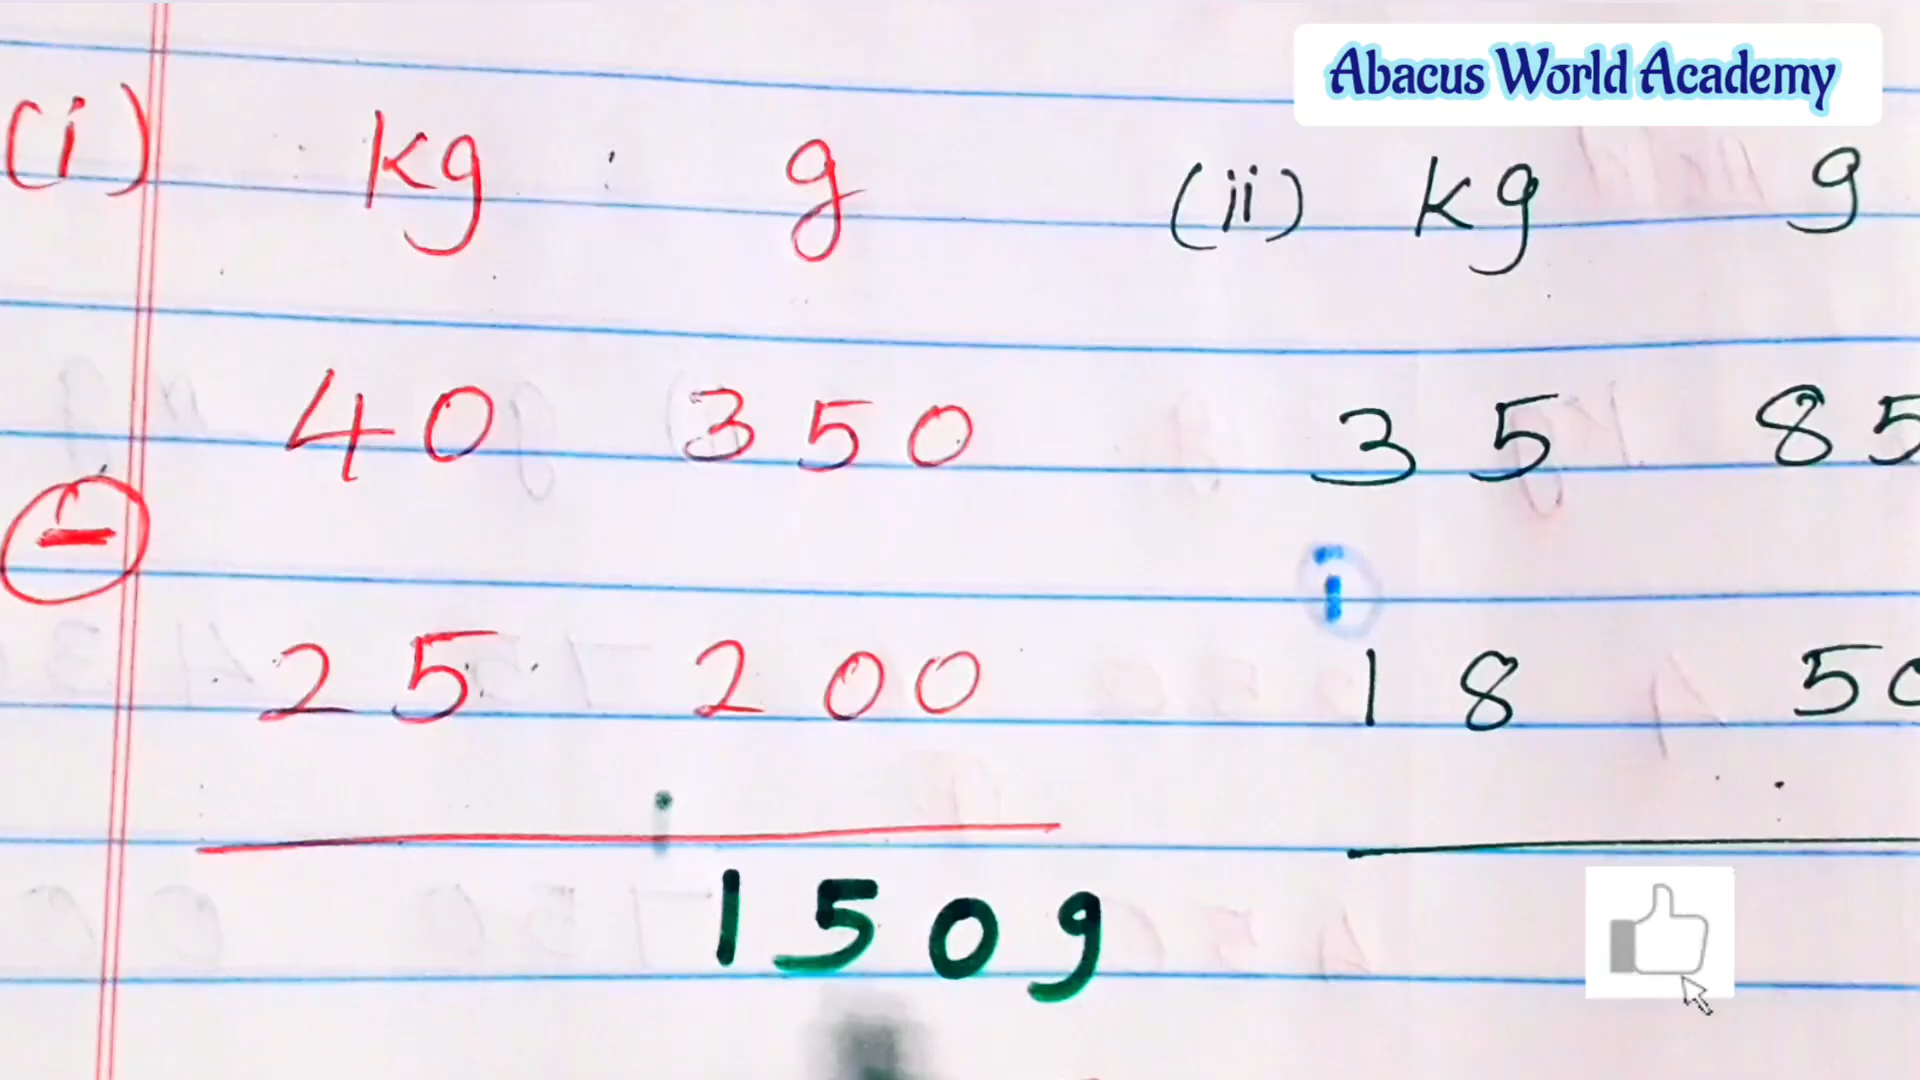 Abacus World Academy
(i) kg g (ii) kg g
40 350 35 85
−
25 200 18 50
150g